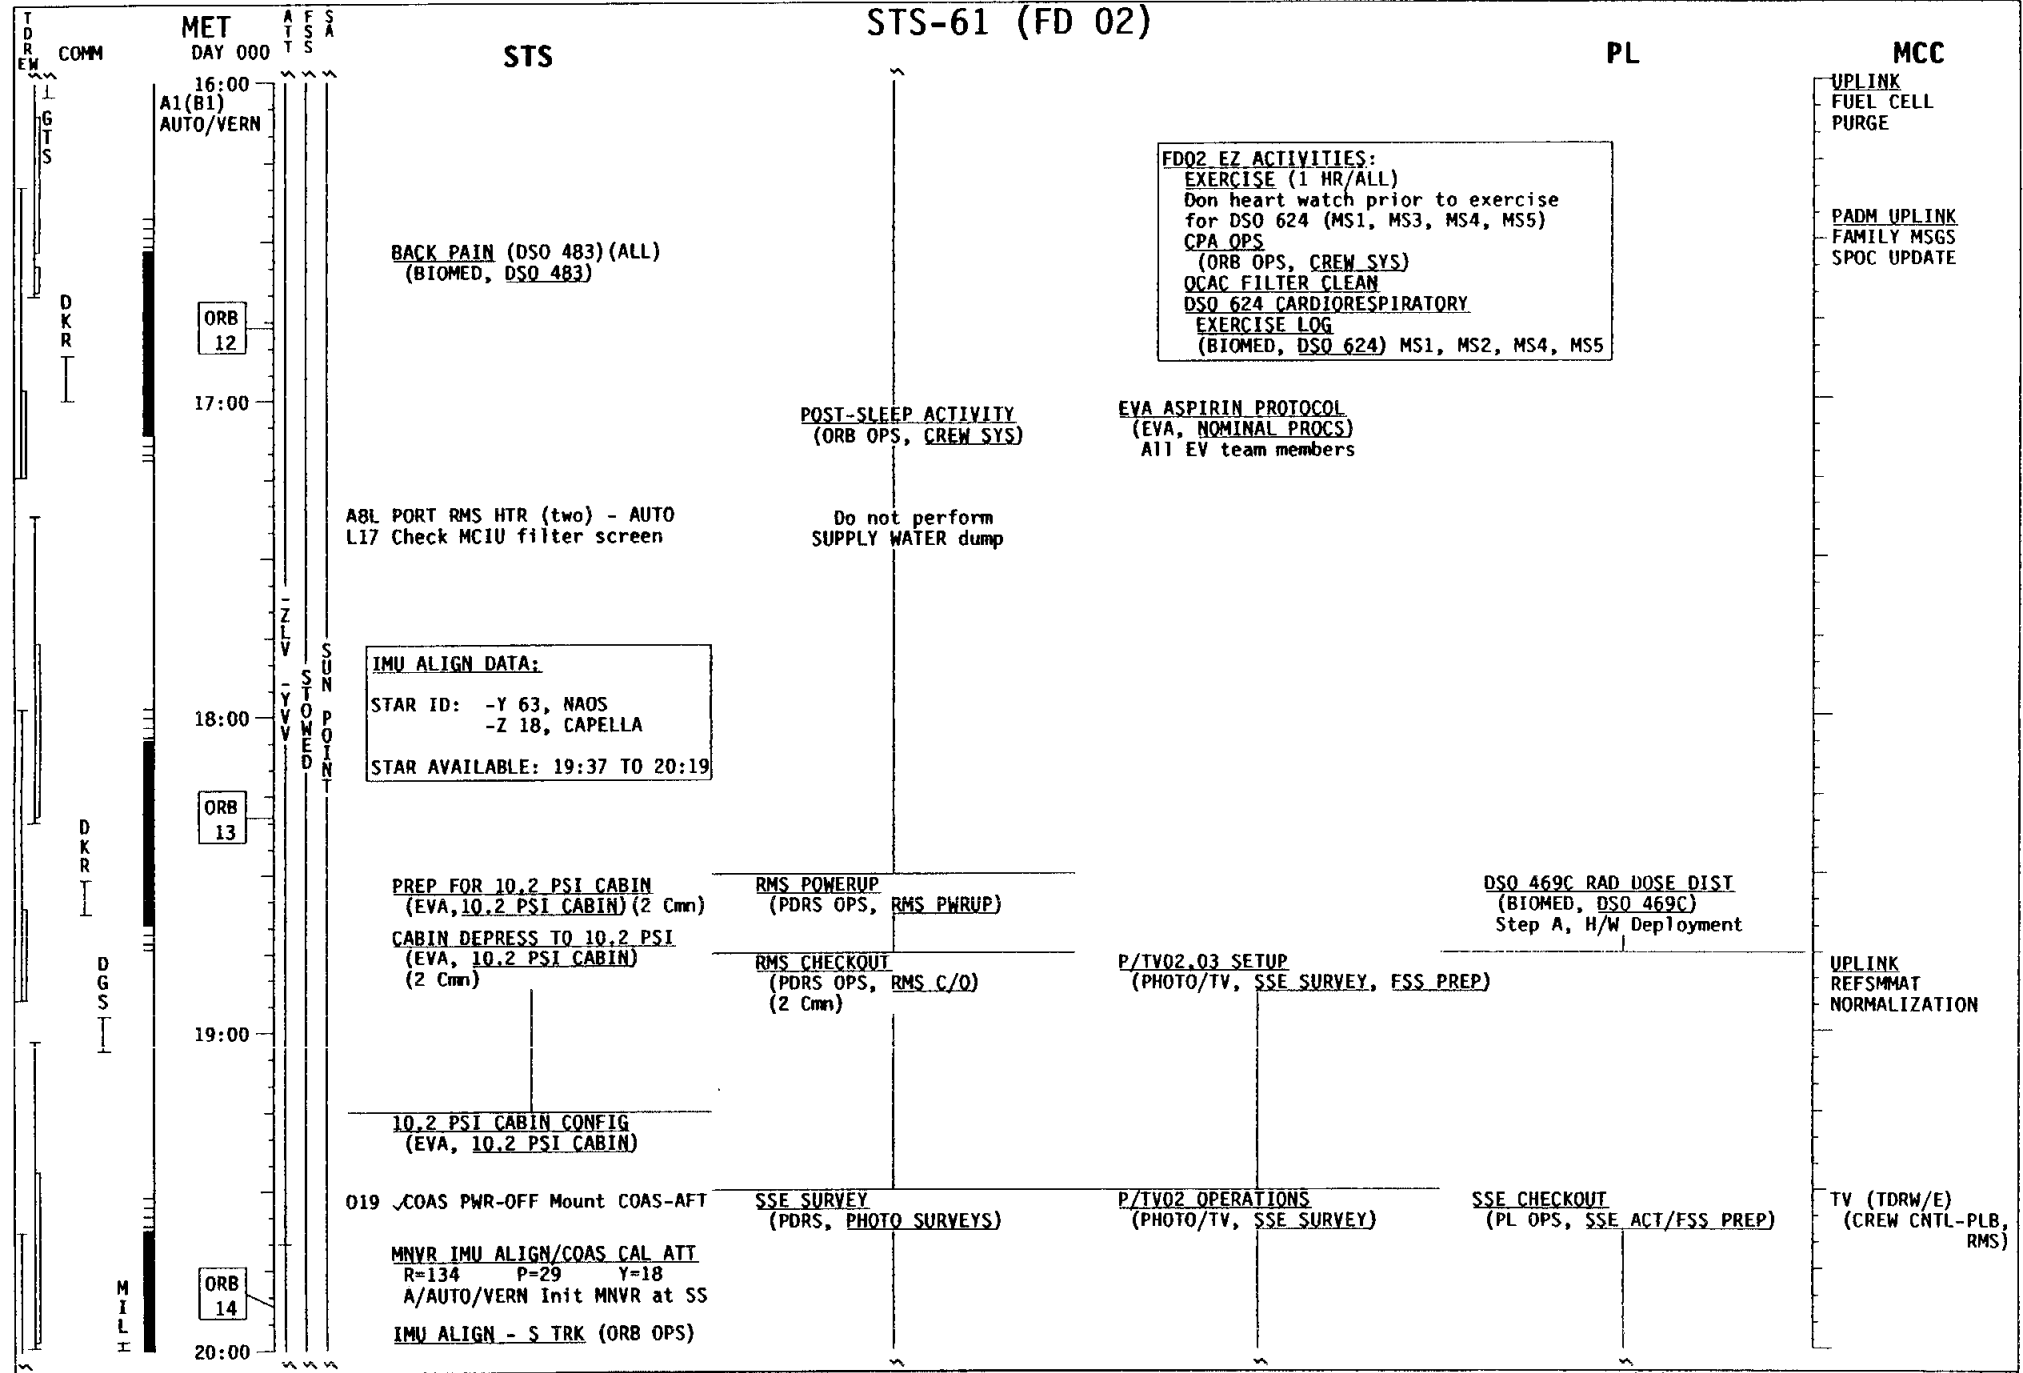 STS-61 (FD 02)
TDRE W
COMM
MET
DAY 000
ATT
FSS
SA
STS
PL
MCC
16:00
A1(B1)
AUTO/VERN
GTS
UPLINK
FUEL CELL
PURGE
FD02 EZ ACTIVITIES:
EXERCISE (1 HR/ALL)
Don heart watch prior to exercise
for DSO 624 (MS1, MS3, MS4, MS5)
CPA OPS
(ORB OPS, CREW SYS)
OCAC FILTER CLEAN
DSO 624 CARDIORESPIRATORY
EXERCISE LOG
(BIOMED, DSO 624) MS1, MS2, MS4, MS5
PADM UPLINK
FAMILY MSGS
SPOC UPDATE
BACK PAIN (DSO 483)(ALL)
(BIOMED, DSO 483)
DKR
ORB
12
17:00
POST-SLEEP ACTIVITY
(ORB OPS, CREW SYS)
EVA ASPIRIN PROTOCOL
(EVA, NOMINAL PROCS)
All EV team members
A8L PORT RMS HTR (two) - AUTO
L17 Check MCIU filter screen
Do not perform
SUPPLY WATER dump
-ZLV -YVV
STOWED
SUN POINT
IMU ALIGN DATA:
STAR ID: -Y 63, NAOS
-Z 18, CAPELLA
STAR AVAILABLE: 19:37 TO 20:19
18:00
ORB
13
DKR
PREP FOR 10.2 PSI CABIN
(EVA,10.2 PSI CABIN)(2 Cmn)
CABIN DEPRESS TO 10.2 PSI
(EVA, 10.2 PSI CABIN)
(2 Cmn)
RMS POWERUP
(PDRS OPS, RMS PWRUP)
RMS CHECKOUT
(PDRS OPS, RMS C/O)
(2 Cmn)
P/TV02,03 SETUP
(PHOTO/TV, SSE SURVEY, FSS PREP)
DSO 469C RAD DOSE DIST
(BIOMED, DSO 469C)
Step A, H/W Deployment
UPLINK
REFSMMAT
NORMALIZATION
DGS
19:00
10.2 PSI CABIN CONFIG
(EVA, 10.2 PSI CABIN)
O19 ✓COAS PWR-OFF Mount COAS-AFT
SSE SURVEY
(PDRS, PHOTO SURVEYS)
P/TV02 OPERATIONS
(PHOTO/TV, SSE SURVEY)
SSE CHECKOUT
(PL OPS, SSE ACT/FSS PREP)
TV (TDRW/E)
(CREW CNTL-PLB,
RMS)
MNVR IMU ALIGN/COAS CAL ATT
R=134 P=29 Y=18
A/AUTO/VERN Init MNVR at SS
IMU ALIGN - S TRK (ORB OPS)
MIL
ORB
14
20:00